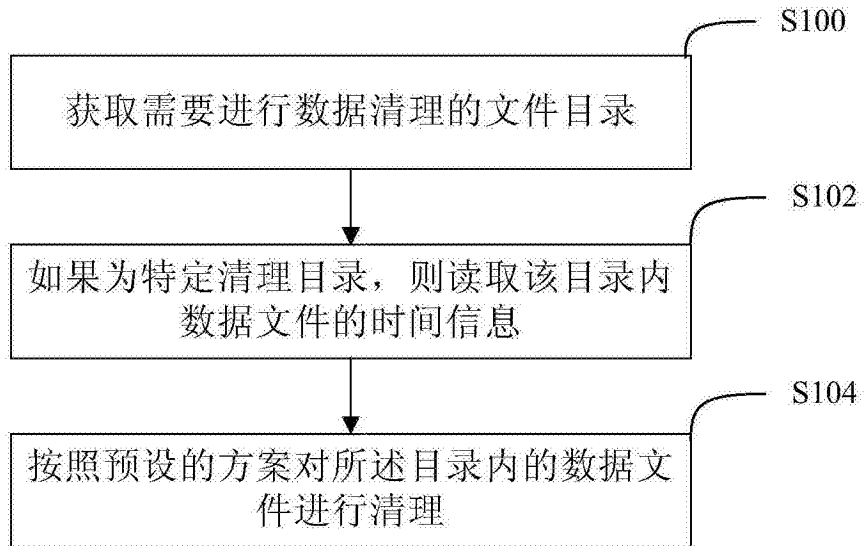 S100
获取需要进行数据清理的文件目录
S102
如果为特定清理目录，则读取该目录内
数据文件的时间信息
S104
按照预设的方案对所述目录内的数据文
件进行清理